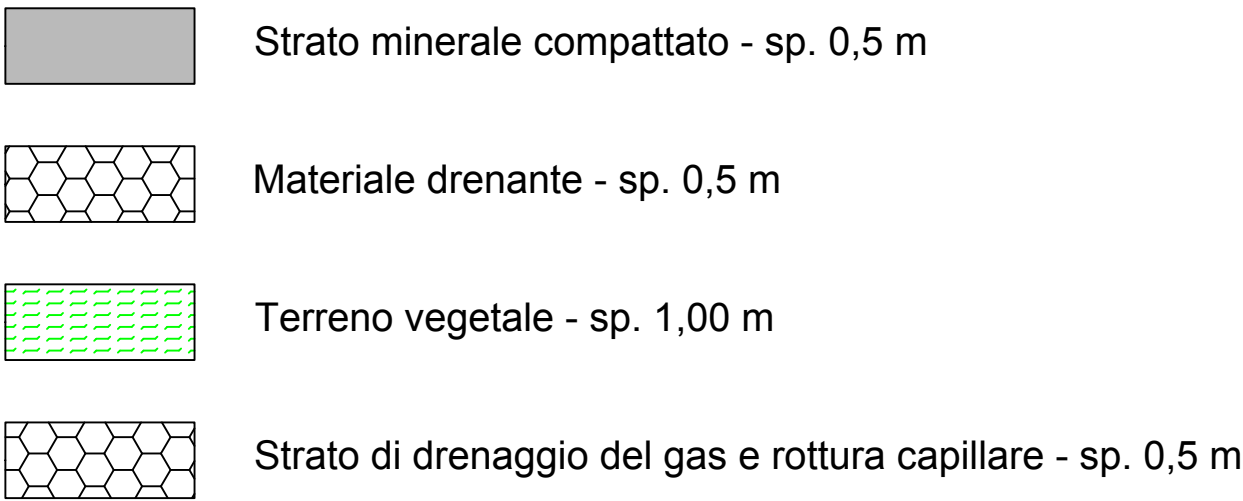 Strato minerale compattato - sp. 0,5 m
Materiale drenante - sp. 0,5 m
Terreno vegetale - sp. 1,00 m
Strato di drenaggio del gas e rottura capillare - sp. 0,5 m